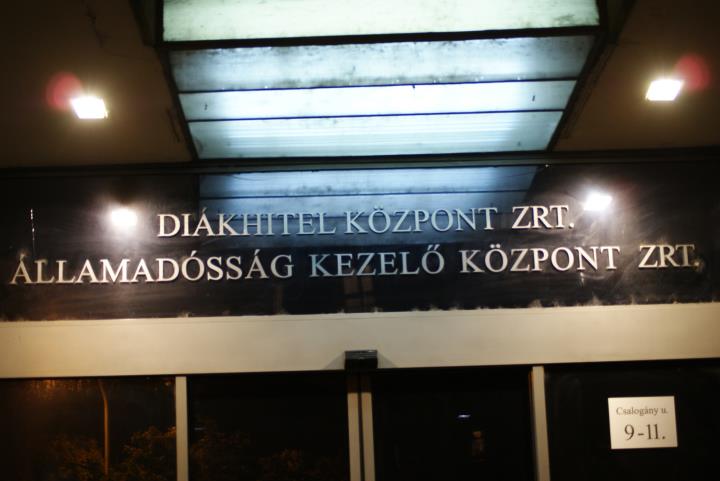 DIÁKHITEL KÖZPONT ZRT.
ÁLLAMADÓSSÁG KEZELŐ KÖZPONT ZRT.
Csalogány u.
9-11.